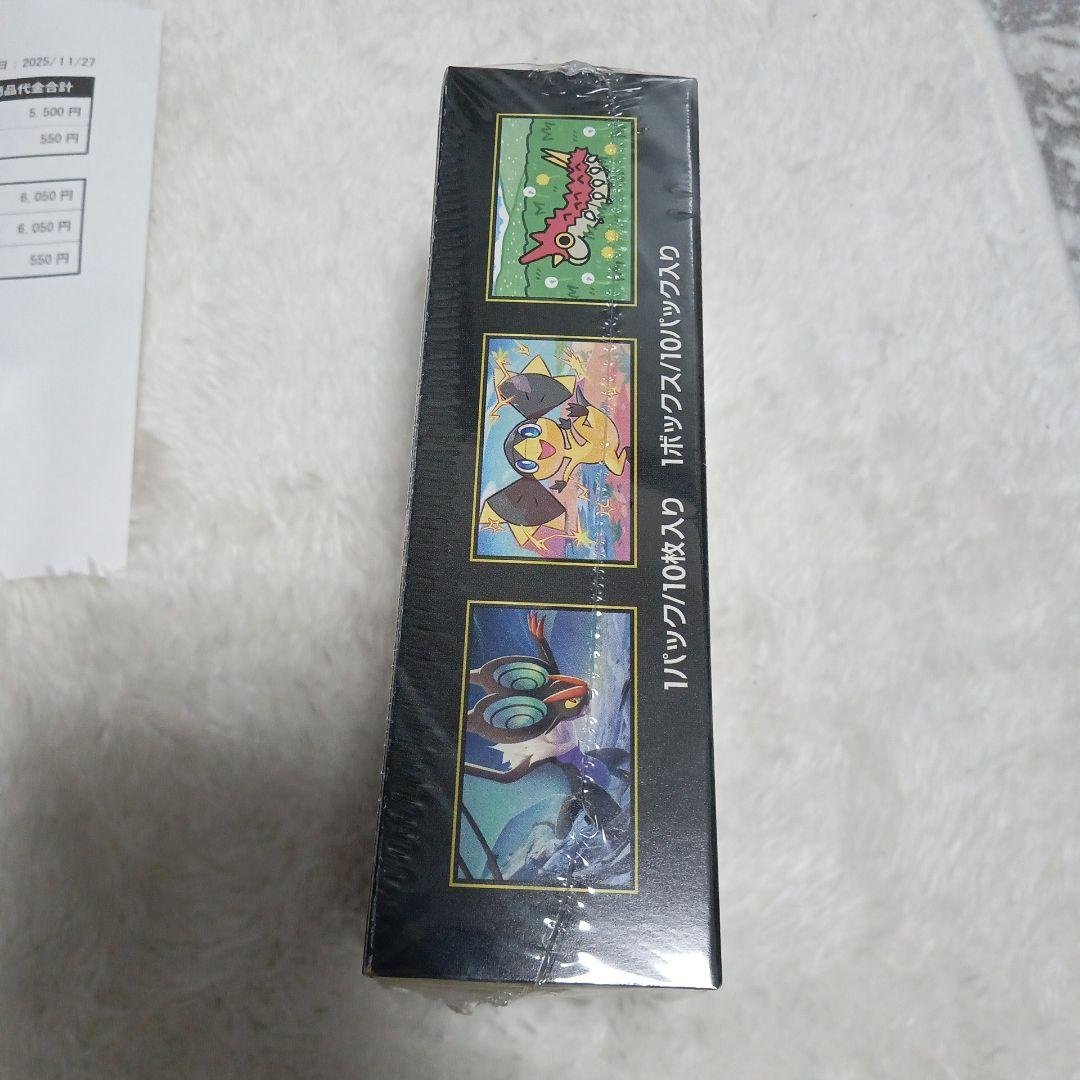 日：2025/11/27
品代金合計
5,500 円
550 円
6,050 円
6,050 円
550 円
1パック/10枚入り　1ボックス/10パック入り